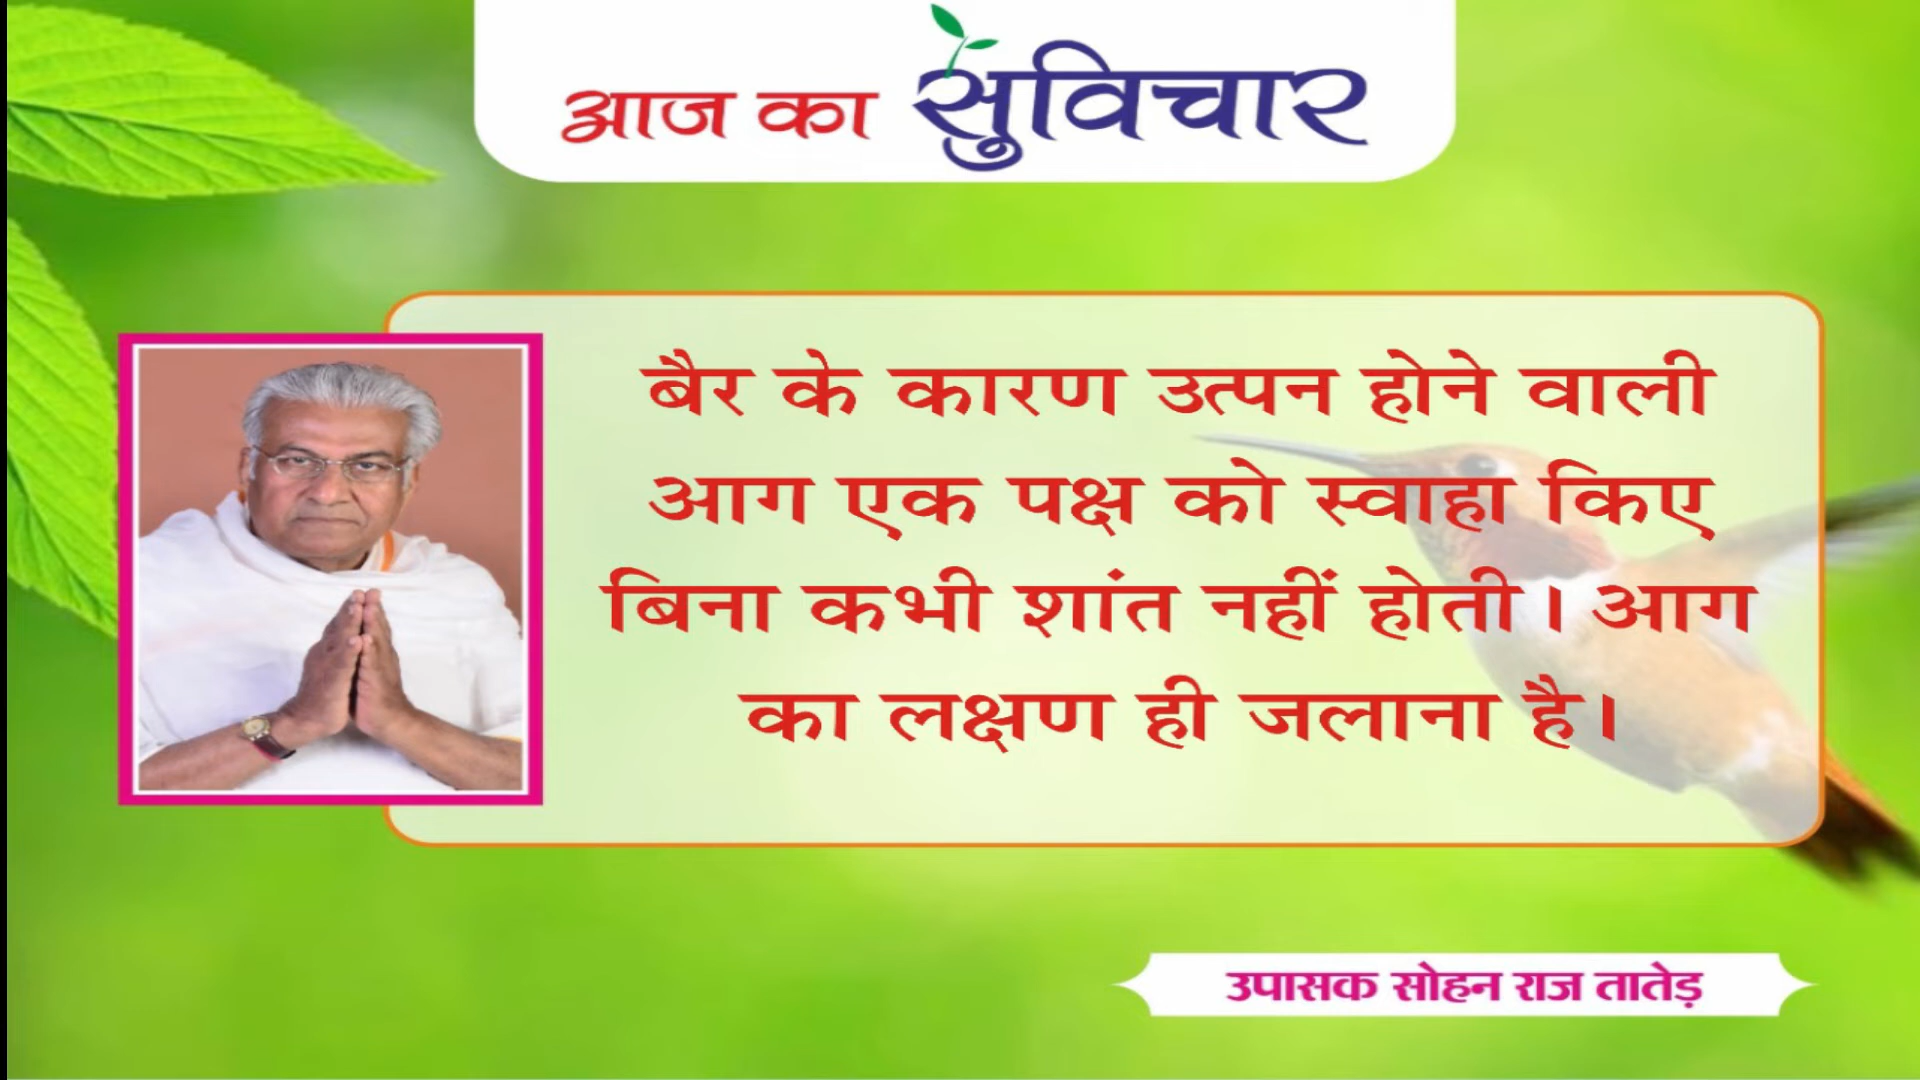 आज का सुविचार
बैर के कारण उत्पन होने वाली
आग एक पक्ष को स्वाहा किए
बिना कभी शांत नहीं होती। आग
का लक्षण ही जलाना है।
उपासक सोहन राज तातेड़